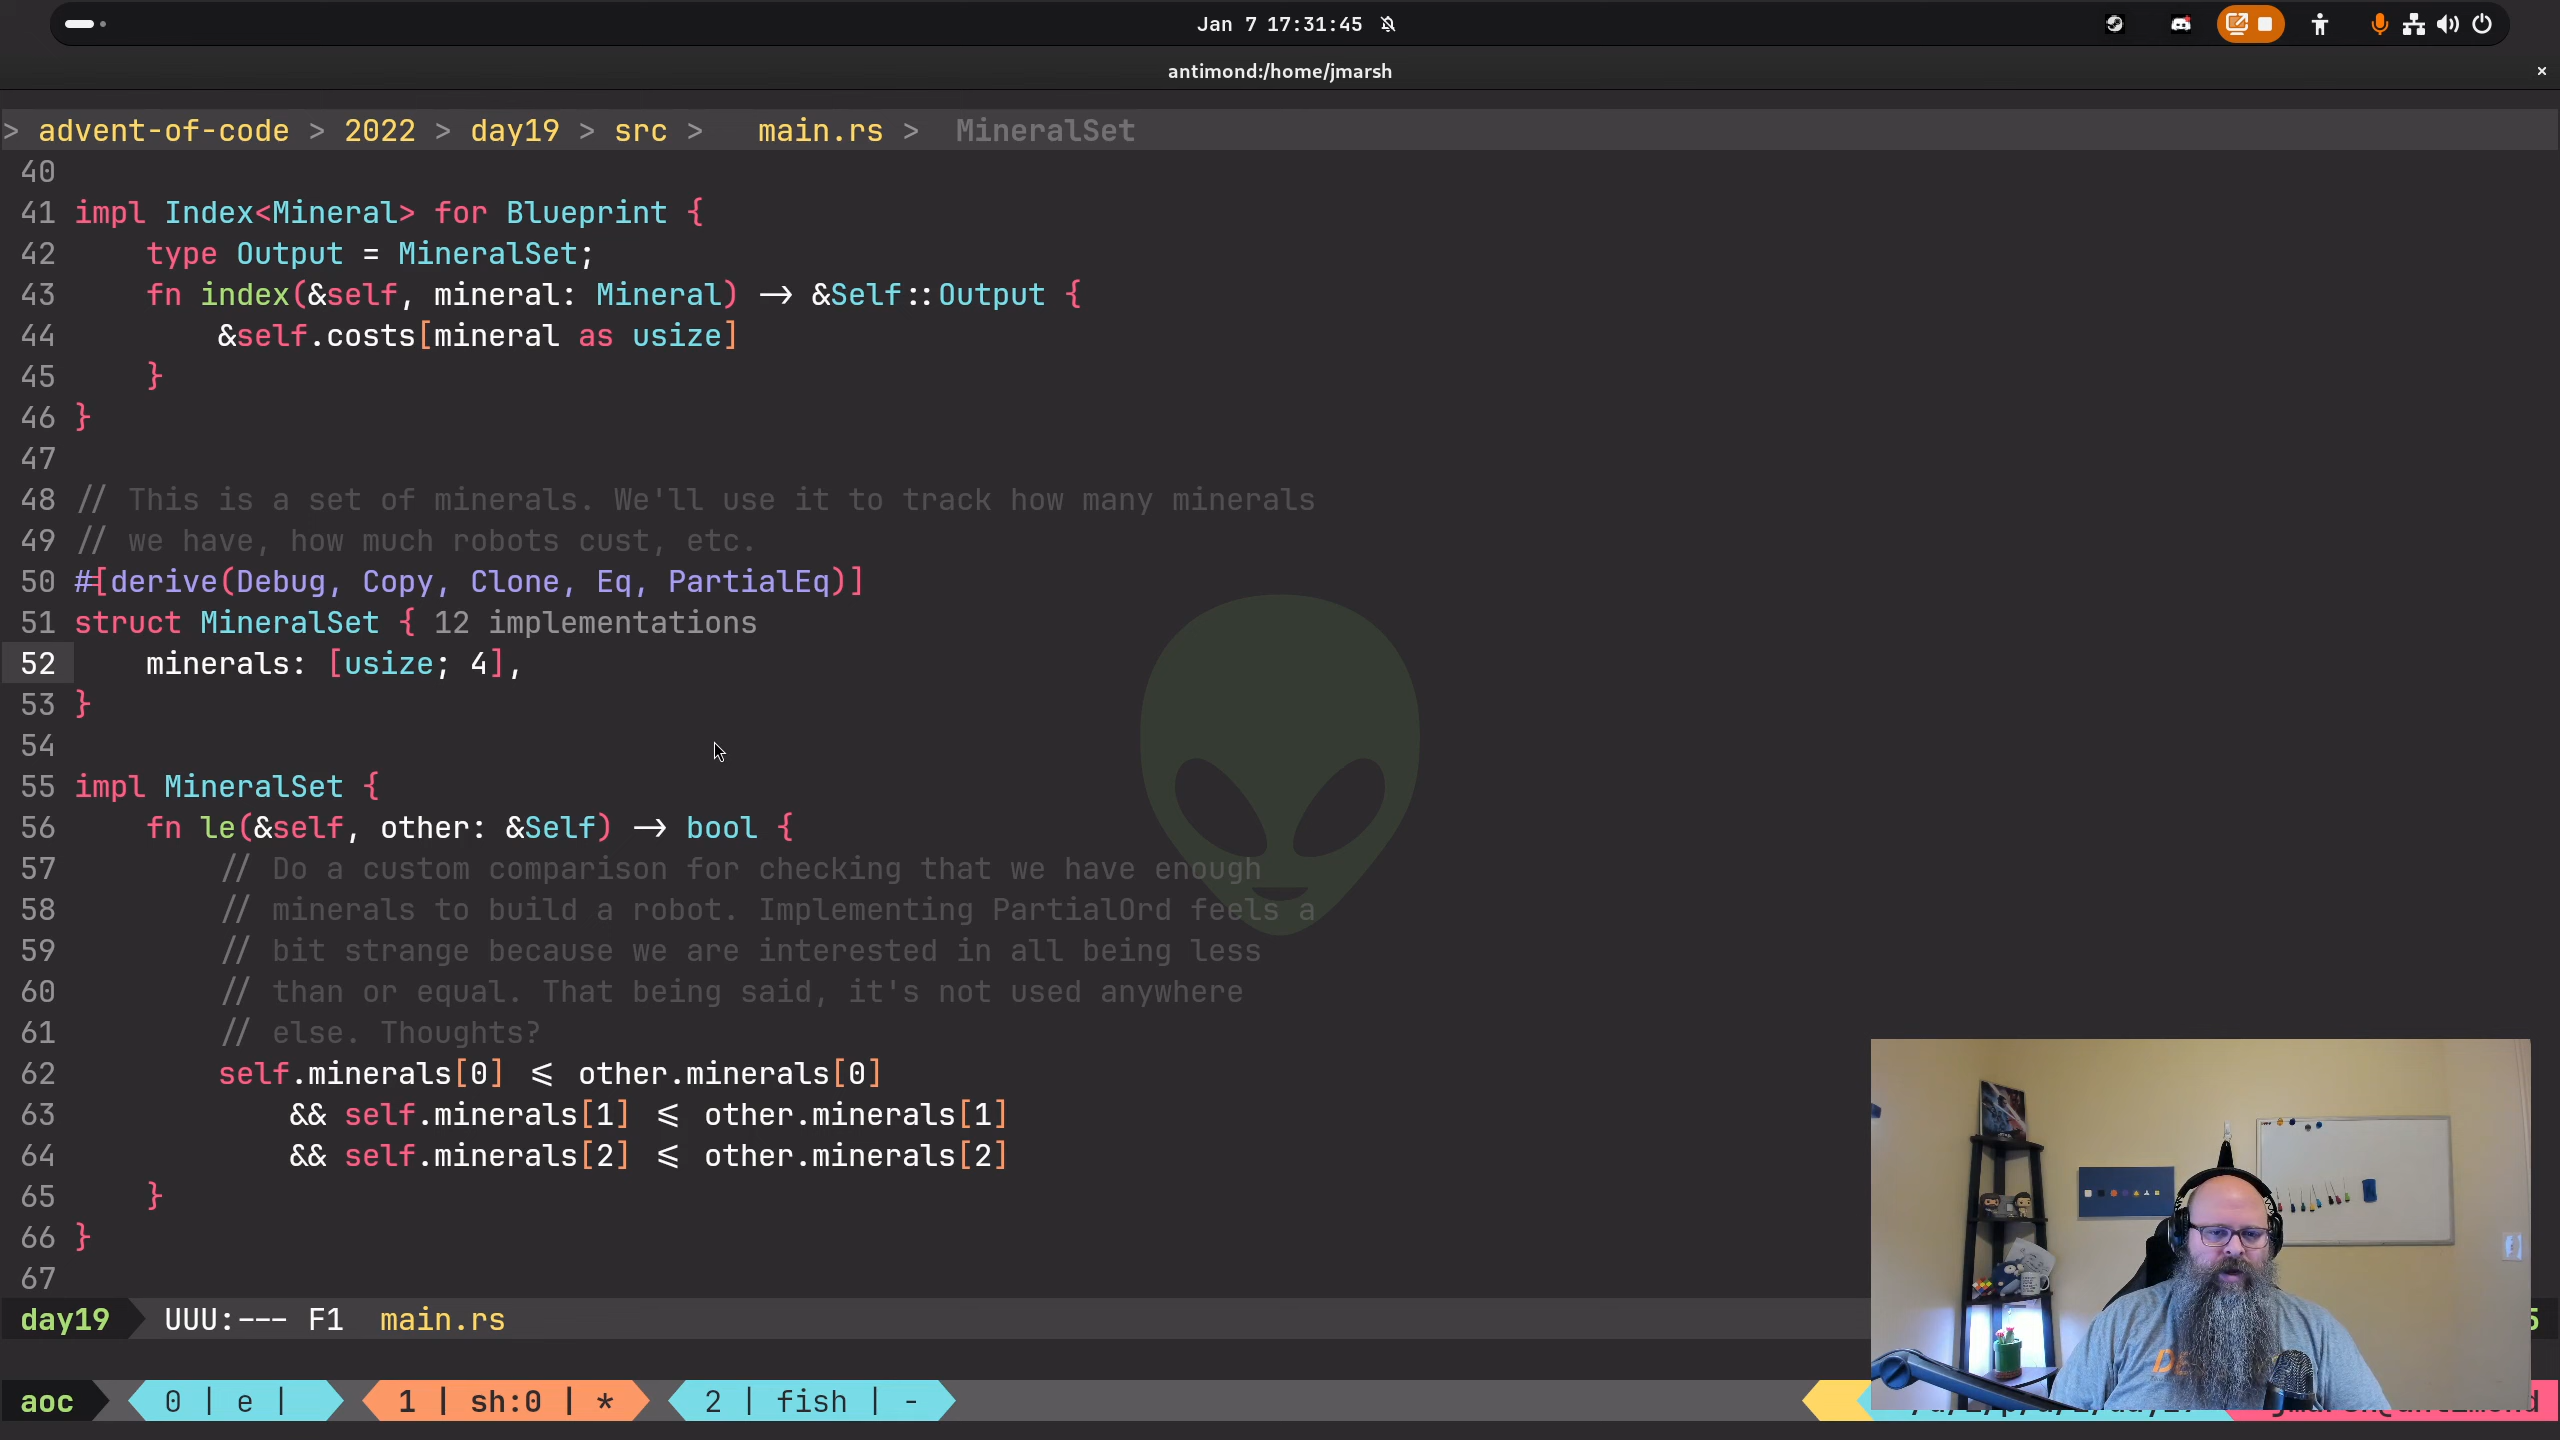 Jan 7 17:31:45
antimond:/home/jmarsh ×
> advent-of-code > 2022 > day19 > src > main.rs > MineralSet
40
41 impl Index<Mineral> for Blueprint {
42     type Output = MineralSet;
43     fn index(&self, mineral: Mineral) -> &Self::Output {
44         &self.costs[mineral as usize]
45     }
46 }
47
48 // This is a set of minerals. We'll use it to track how many minerals
49 // we have, how much robots cust, etc.
50 #[derive(Debug, Copy, Clone, Eq, PartialEq)]
51 struct MineralSet { 12 implementations
52     minerals: [usize; 4],
53 }
54
55 impl MineralSet {
56     fn le(&self, other: &Self) -> bool {
57         // Do a custom comparison for checking that we have enough
58         // minerals to build a robot. Implementing PartialOrd feels a
59         // bit strange because we are interested in all being less
60         // than or equal. That being said, it's not used anywhere
61         // else. Thoughts?
62         self.minerals[0] <= other.minerals[0]
63             && self.minerals[1] <= other.minerals[1]
64             && self.minerals[2] <= other.minerals[2]
65     }
66 }
67
day19 UUU:--- F1 main.rs
aoc 0 | e | 1 | sh:0 | * 2 | fish | -